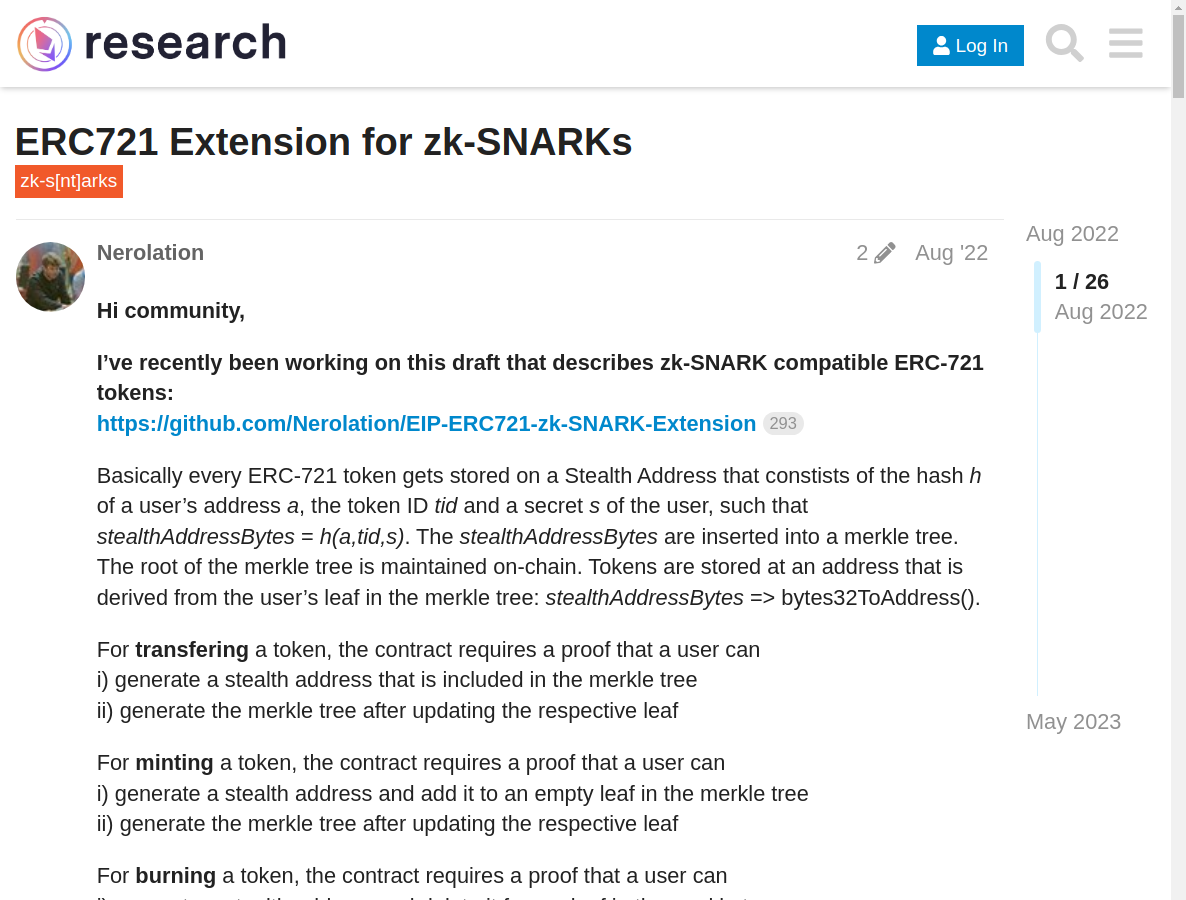 research
Log In
ERC721 Extension for zk-SNARKs
zk-s[nt]arks
Nerolation
2
Aug '22
Aug 2022
1 / 26
Aug 2022
May 2023
Hi community,
I’ve recently been working on this draft that describes zk-SNARK compatible ERC-721
tokens:
https://github.com/Nerolation/EIP-ERC721-zk-SNARK-Extension 293
Basically every ERC-721 token gets stored on a Stealth Address that constists of the hash h
of a user’s address a, the token ID tid and a secret s of the user, such that
stealthAddressBytes = h(a,tid,s). The stealthAddressBytes are inserted into a merkle tree.
The root of the merkle tree is maintained on-chain. Tokens are stored at an address that is
derived from the user’s leaf in the merkle tree: stealthAddressBytes => bytes32ToAddress().
For transfering a token, the contract requires a proof that a user can
i) generate a stealth address that is included in the merkle tree
ii) generate the merkle tree after updating the respective leaf
For minting a token, the contract requires a proof that a user can
i) generate a stealth address and add it to an empty leaf in the merkle tree
ii) generate the merkle tree after updating the respective leaf
For burning a token, the contract requires a proof that a user can